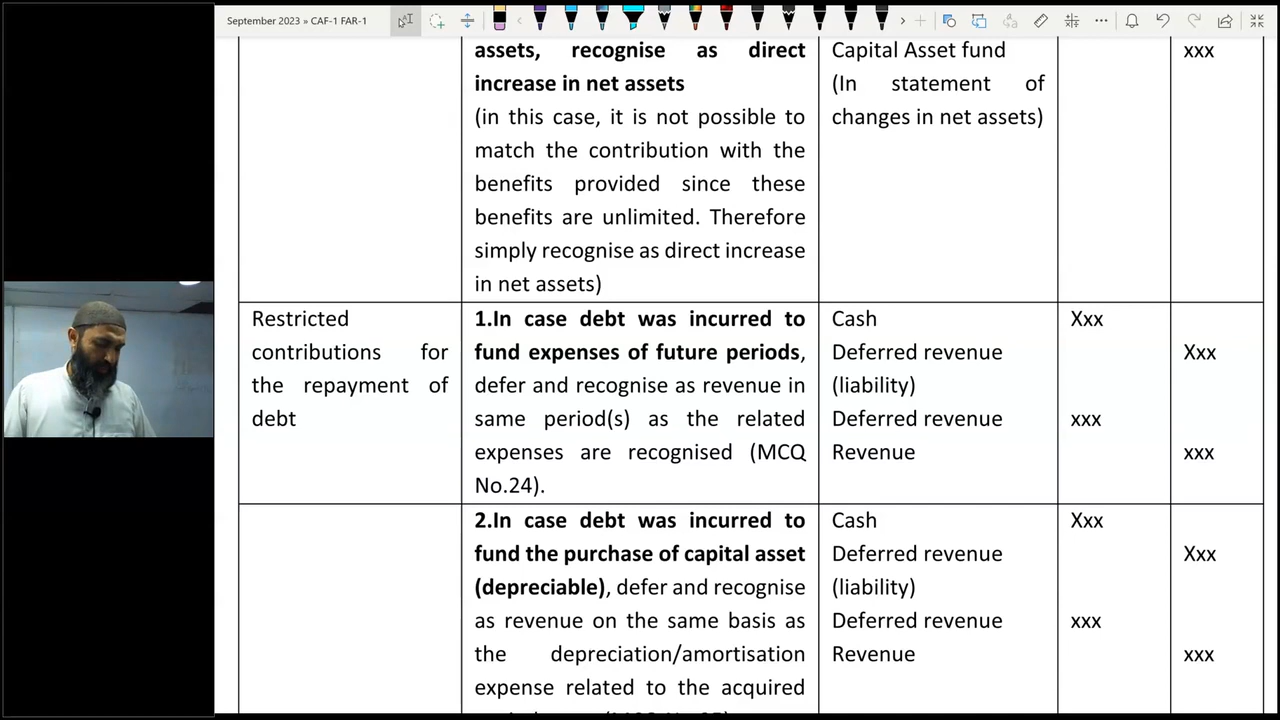 September 2023 » CAF-1 FAR-1
assets, recognise as direct
increase in net assets
(in this case, it is not possible to
match the contribution with the
benefits provided since these
benefits are unlimited. Therefore
simply recognise as direct increase
in net assets)
Capital Asset fund
(In statement of
changes in net assets)
xxx
Restricted
contributions for
the repayment of
debt
1.In case debt was incurred to
fund expenses of future periods,
defer and recognise as revenue in
same period(s) as the related
expenses are recognised (MCQ
No.24).
Cash
Deferred revenue
(liability)
Deferred revenue
Revenue
Xxx
xxx
Xxx
xxx
2.In case debt was incurred to
fund the purchase of capital asset
(depreciable), defer and recognise
as revenue on the same basis as
the depreciation/amortisation
expense related to the acquired
Cash
Deferred revenue
(liability)
Deferred revenue
Revenue
Xxx
xxx
Xxx
xxx